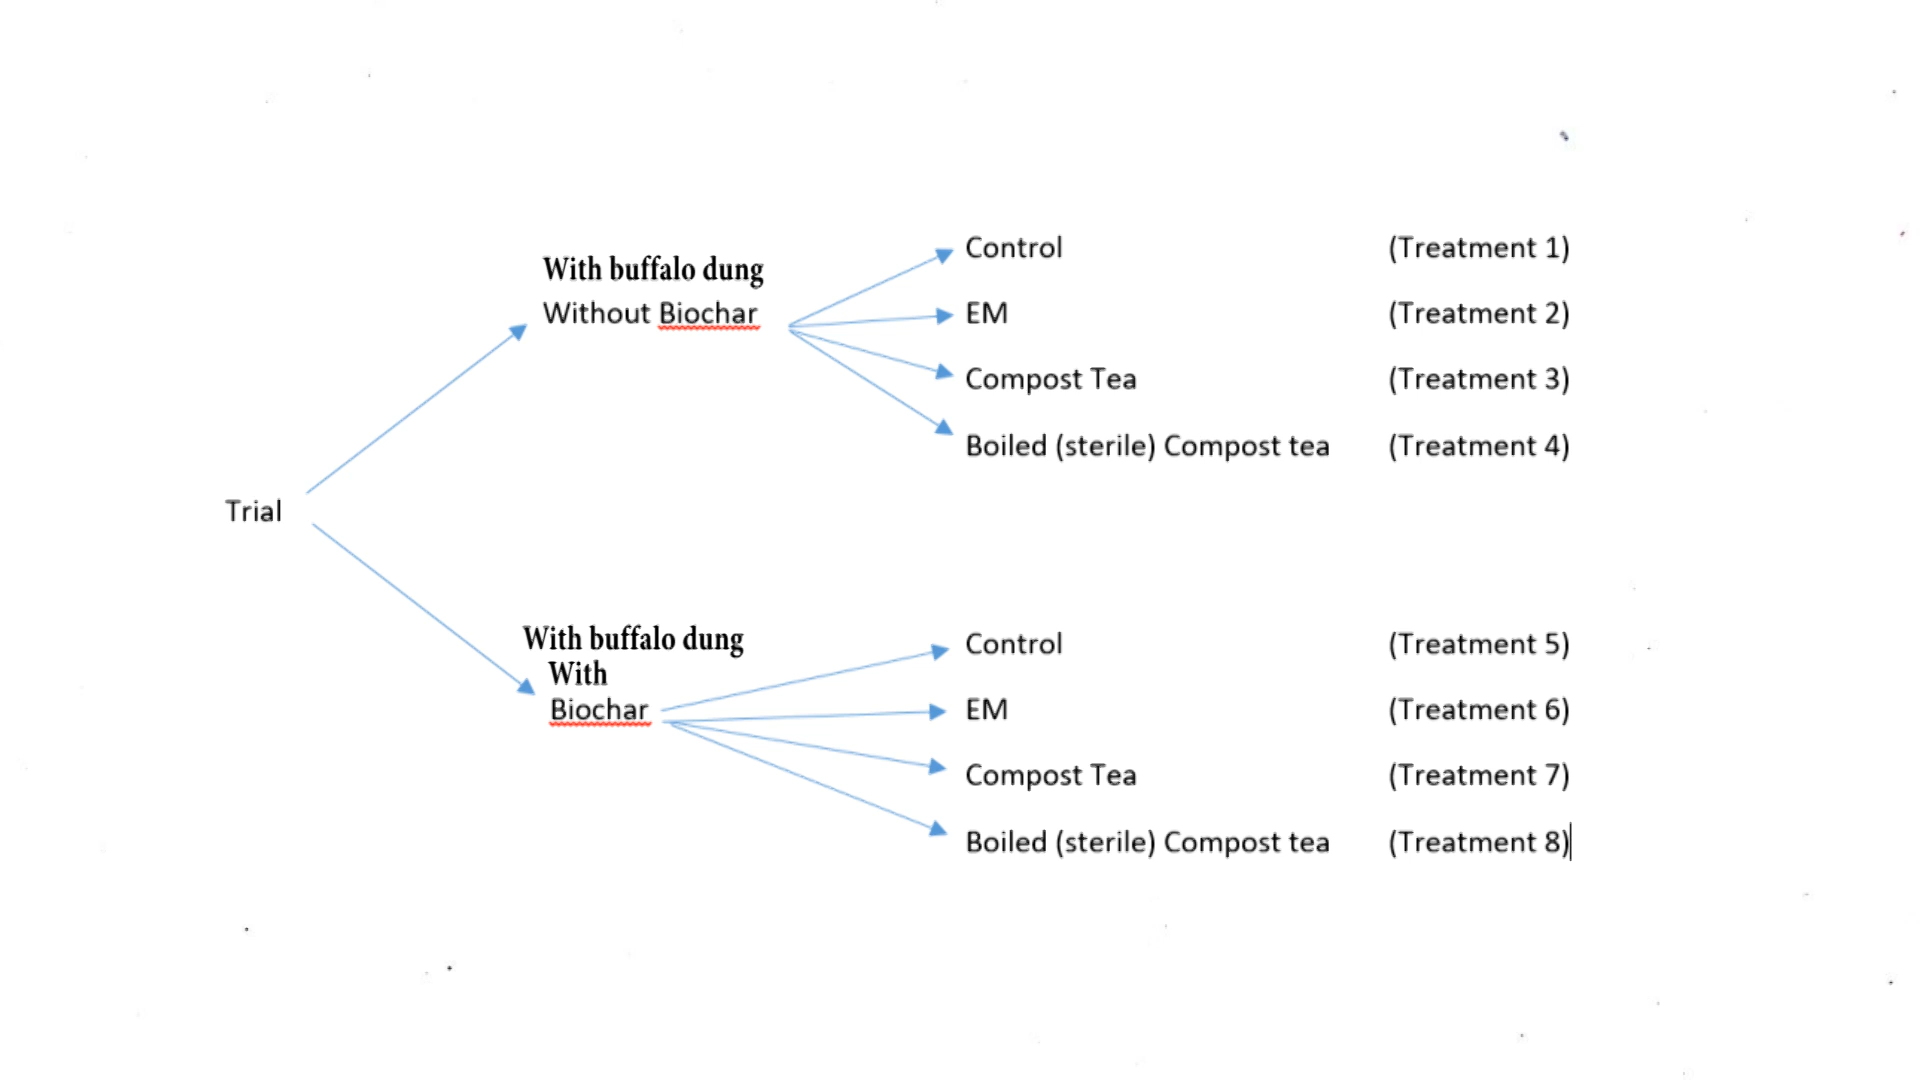 With buffalo dung
Without Biochar
Control (Treatment 1)
EM (Treatment 2)
Compost Tea (Treatment 3)
Boiled (sterile) Compost tea (Treatment 4)
Trial
With buffalo dung
With
Biochar
Control (Treatment 5)
EM (Treatment 6)
Compost Tea (Treatment 7)
Boiled (sterile) Compost tea (Treatment 8)